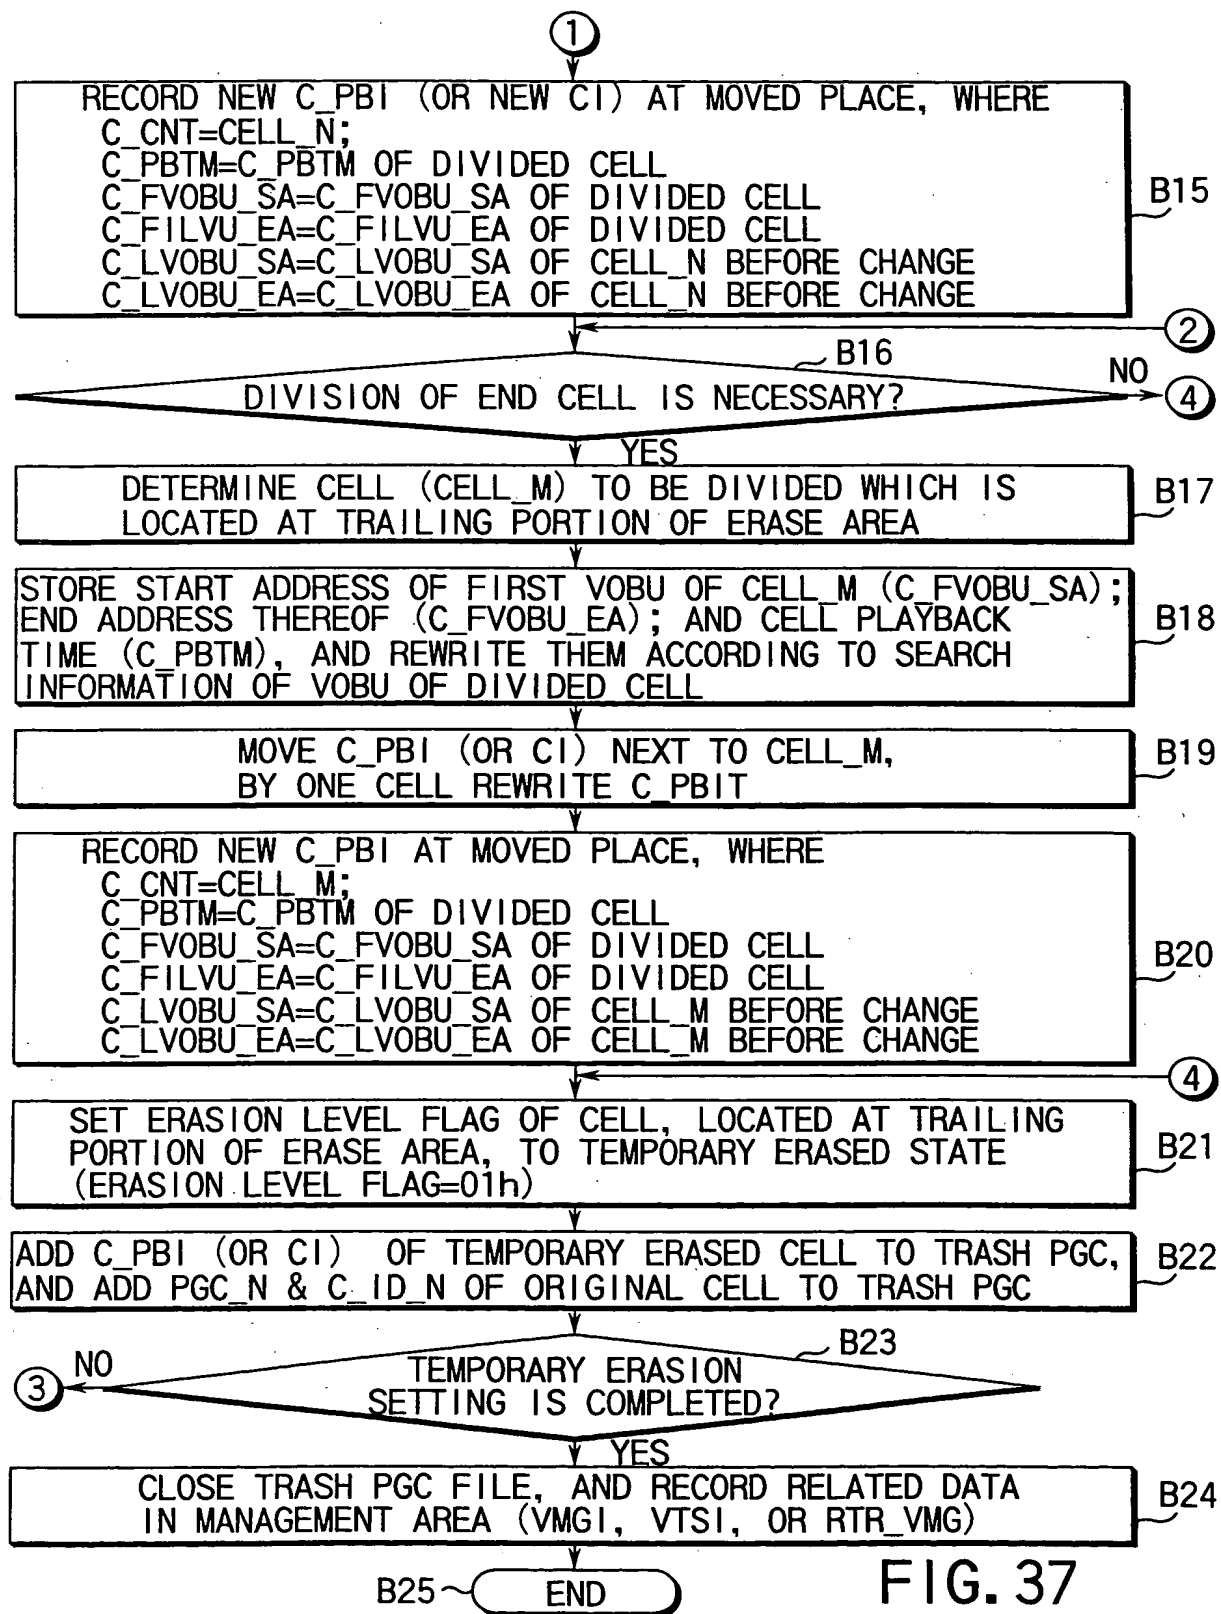 1
RECORD NEW C_PBI (OR NEW CI) AT MOVED PLACE, WHERE
C_CNT=CELL_N;
C_PBTM=C_PBTM OF DIVIDED CELL
C_FVOBU_SA=C_FVOBU_SA OF DIVIDED CELL
C_FILVU_EA=C_FILVU_EA OF DIVIDED CELL
C_LVOBU_SA=C_LVOBU_SA OF CELL_N BEFORE CHANGE
C_LVOBU_EA=C_LVOBU_EA OF CELL_N BEFORE CHANGE
B15
2
B16
DIVISION OF END CELL IS NECESSARY?
NO
4
YES
DETERMINE CELL (CELL_M) TO BE DIVIDED WHICH IS
LOCATED AT TRAILING PORTION OF ERASE AREA
B17
STORE START ADDRESS OF FIRST VOBU OF CELL_M (C_FVOBU_SA);
END ADDRESS THEREOF (C_FVOBU_EA); AND CELL PLAYBACK
TIME (C_PBTM), AND REWRITE THEM ACCORDING TO SEARCH
INFORMATION OF VOBU OF DIVIDED CELL
B18
MOVE C_PBI (OR CI) NEXT TO CELL_M,
BY ONE CELL REWRITE C_PBIT
B19
RECORD NEW C_PBI AT MOVED PLACE, WHERE
C_CNT=CELL_M;
C_PBTM=C_PBTM OF DIVIDED CELL
C_FVOBU_SA=C_FVOBU_SA OF DIVIDED CELL
C_FILVU_EA=C_FILVU_EA OF DIVIDED CELL
C_LVOBU_SA=C_LVOBU_SA OF CELL_M BEFORE CHANGE
C_LVOBU_EA=C_LVOBU_EA OF CELL_M BEFORE CHANGE
B20
4
SET ERASION LEVEL FLAG OF CELL, LOCATED AT TRAILING
PORTION OF ERASE AREA, TO TEMPORARY ERASED STATE
(ERASION LEVEL FLAG=01h)
B21
ADD C_PBI (OR CI) OF TEMPORARY ERASED CELL TO TRASH PGC,
AND ADD PGC_N & C_ID_N OF ORIGINAL CELL TO TRASH PGC
B22
B23
NO
3
TEMPORARY ERASION
SETTING IS COMPLETED?
YES
CLOSE TRASH PGC FILE, AND RECORD RELATED DATA
IN MANAGEMENT AREA (VMGI, VTSI, OR RTR_VMG)
B24
B25
END
FIG. 37